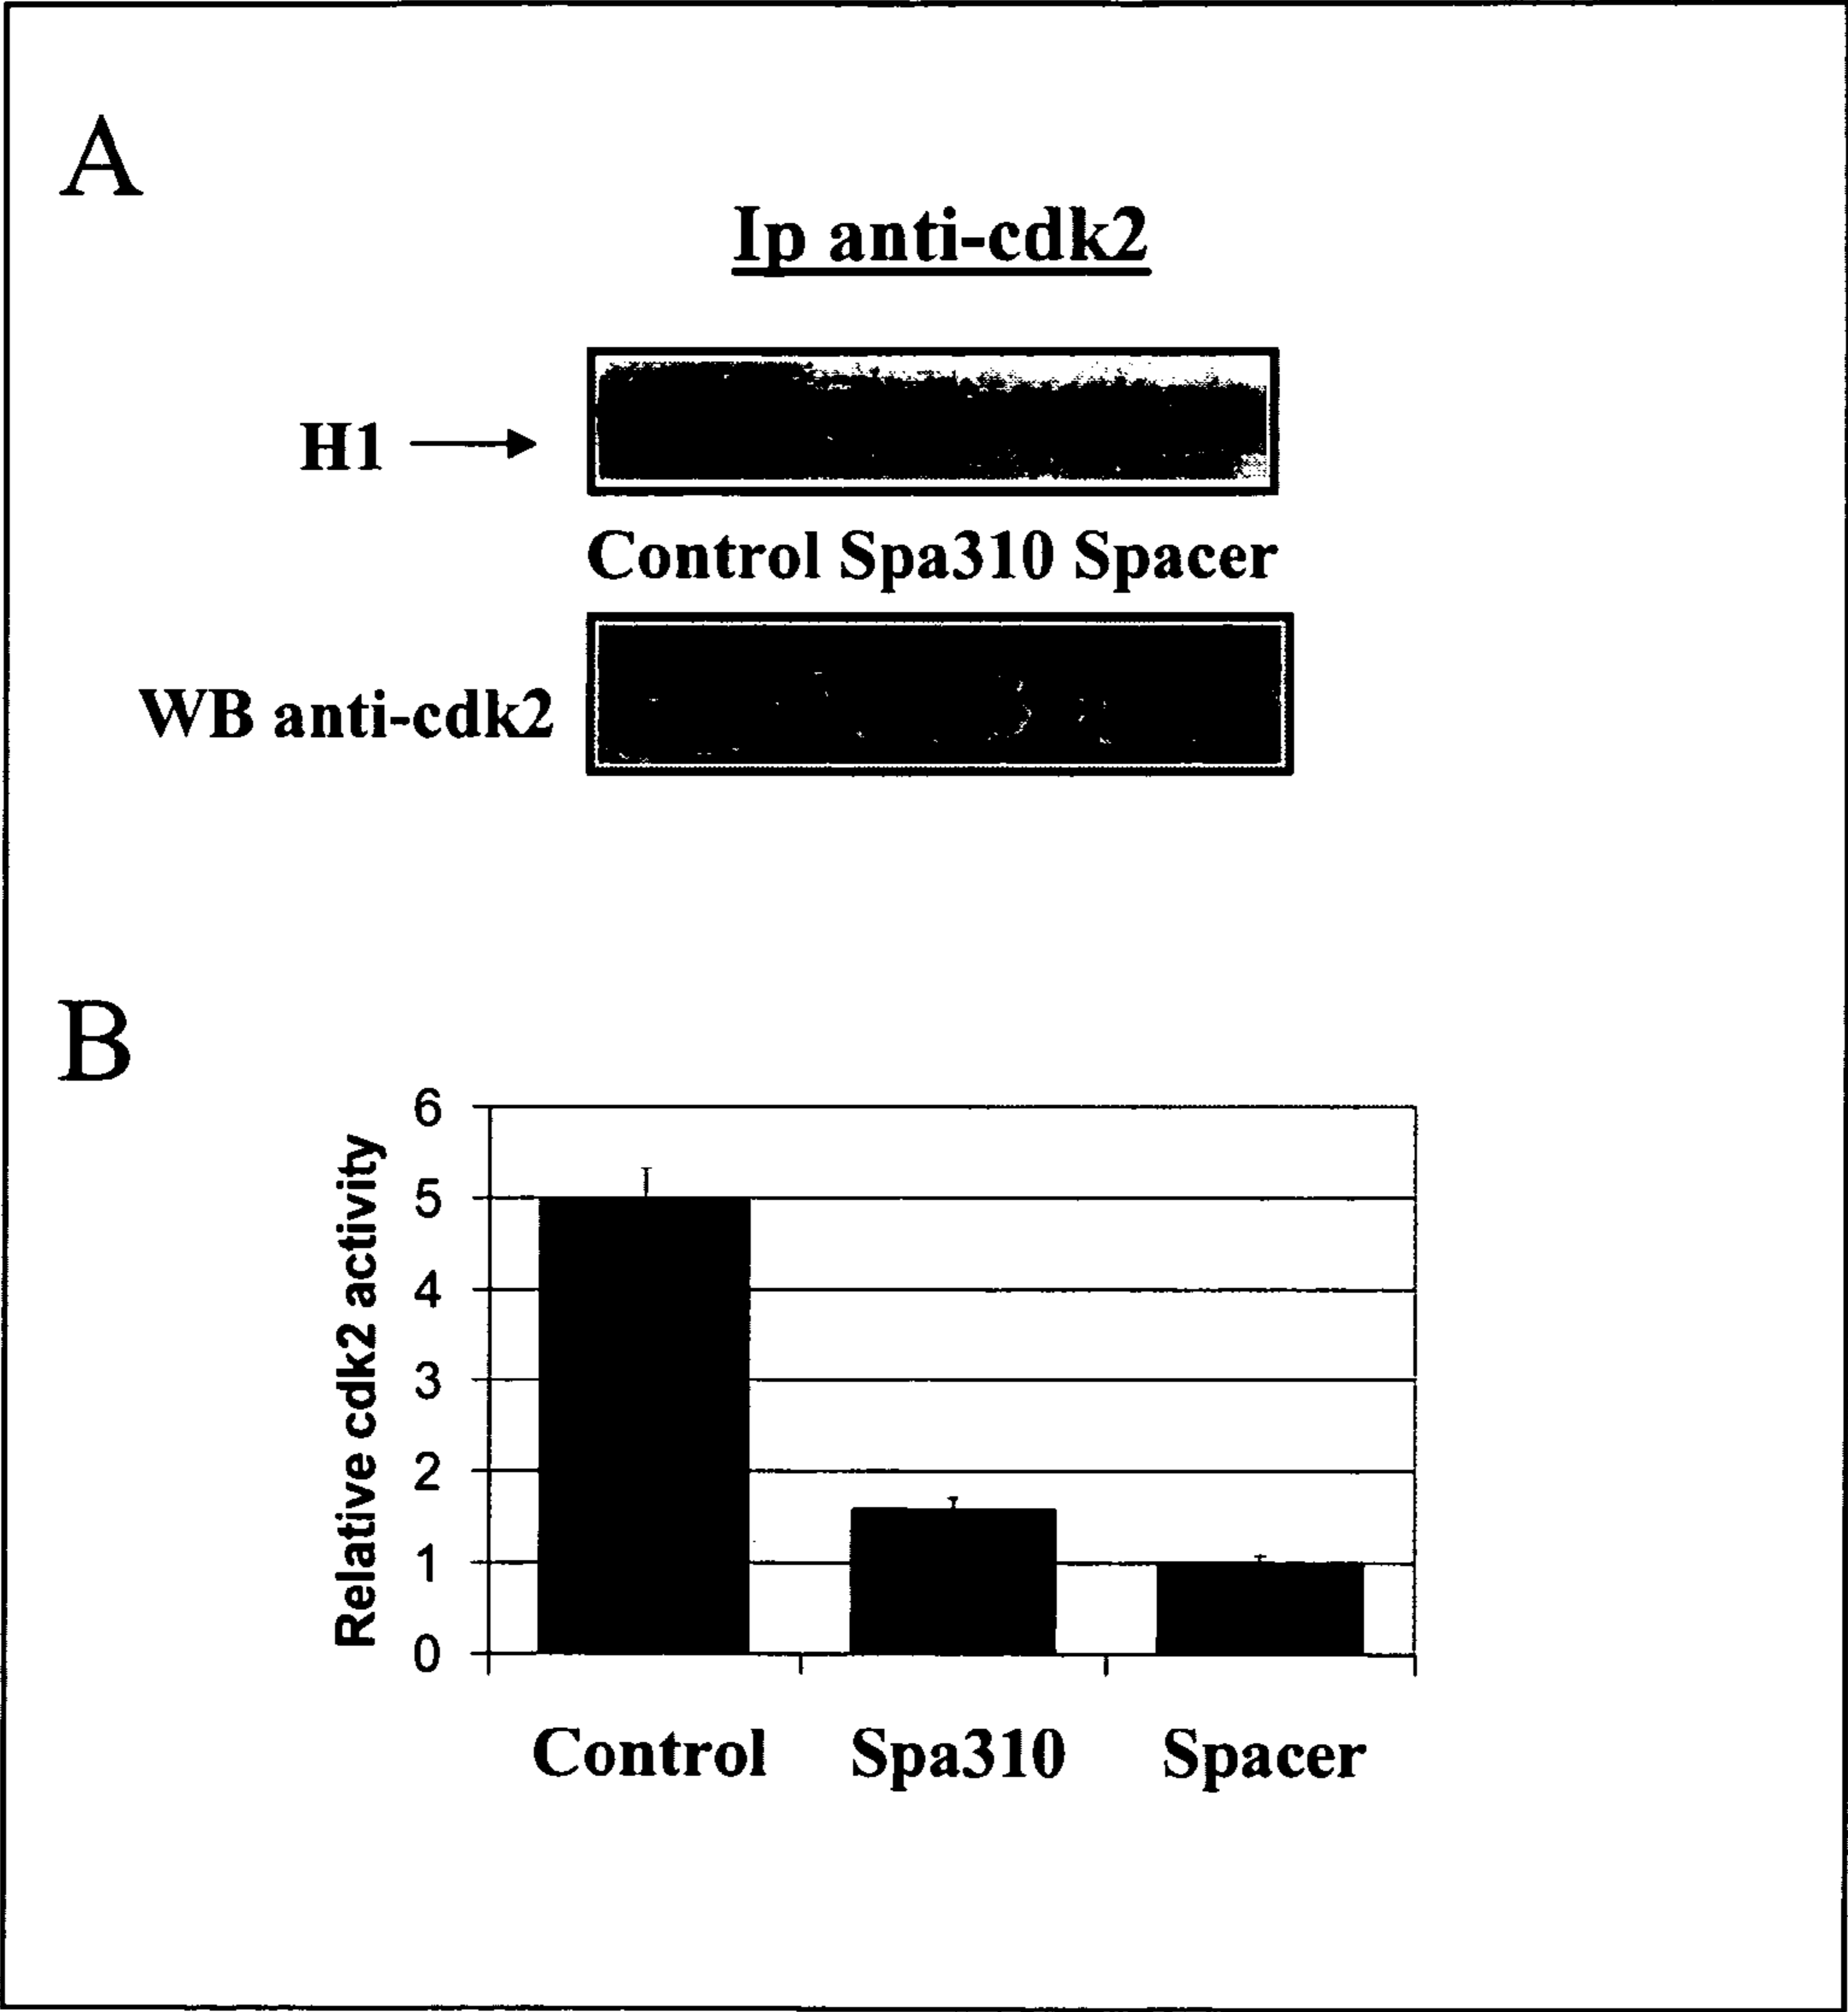 A
Ip anti-cdk2
H1
Control Spa310 Spacer
WB anti-cdk2
B
Relative cdk2 activity
6
5
4
3
2
1
0
Control Spa310 Spacer